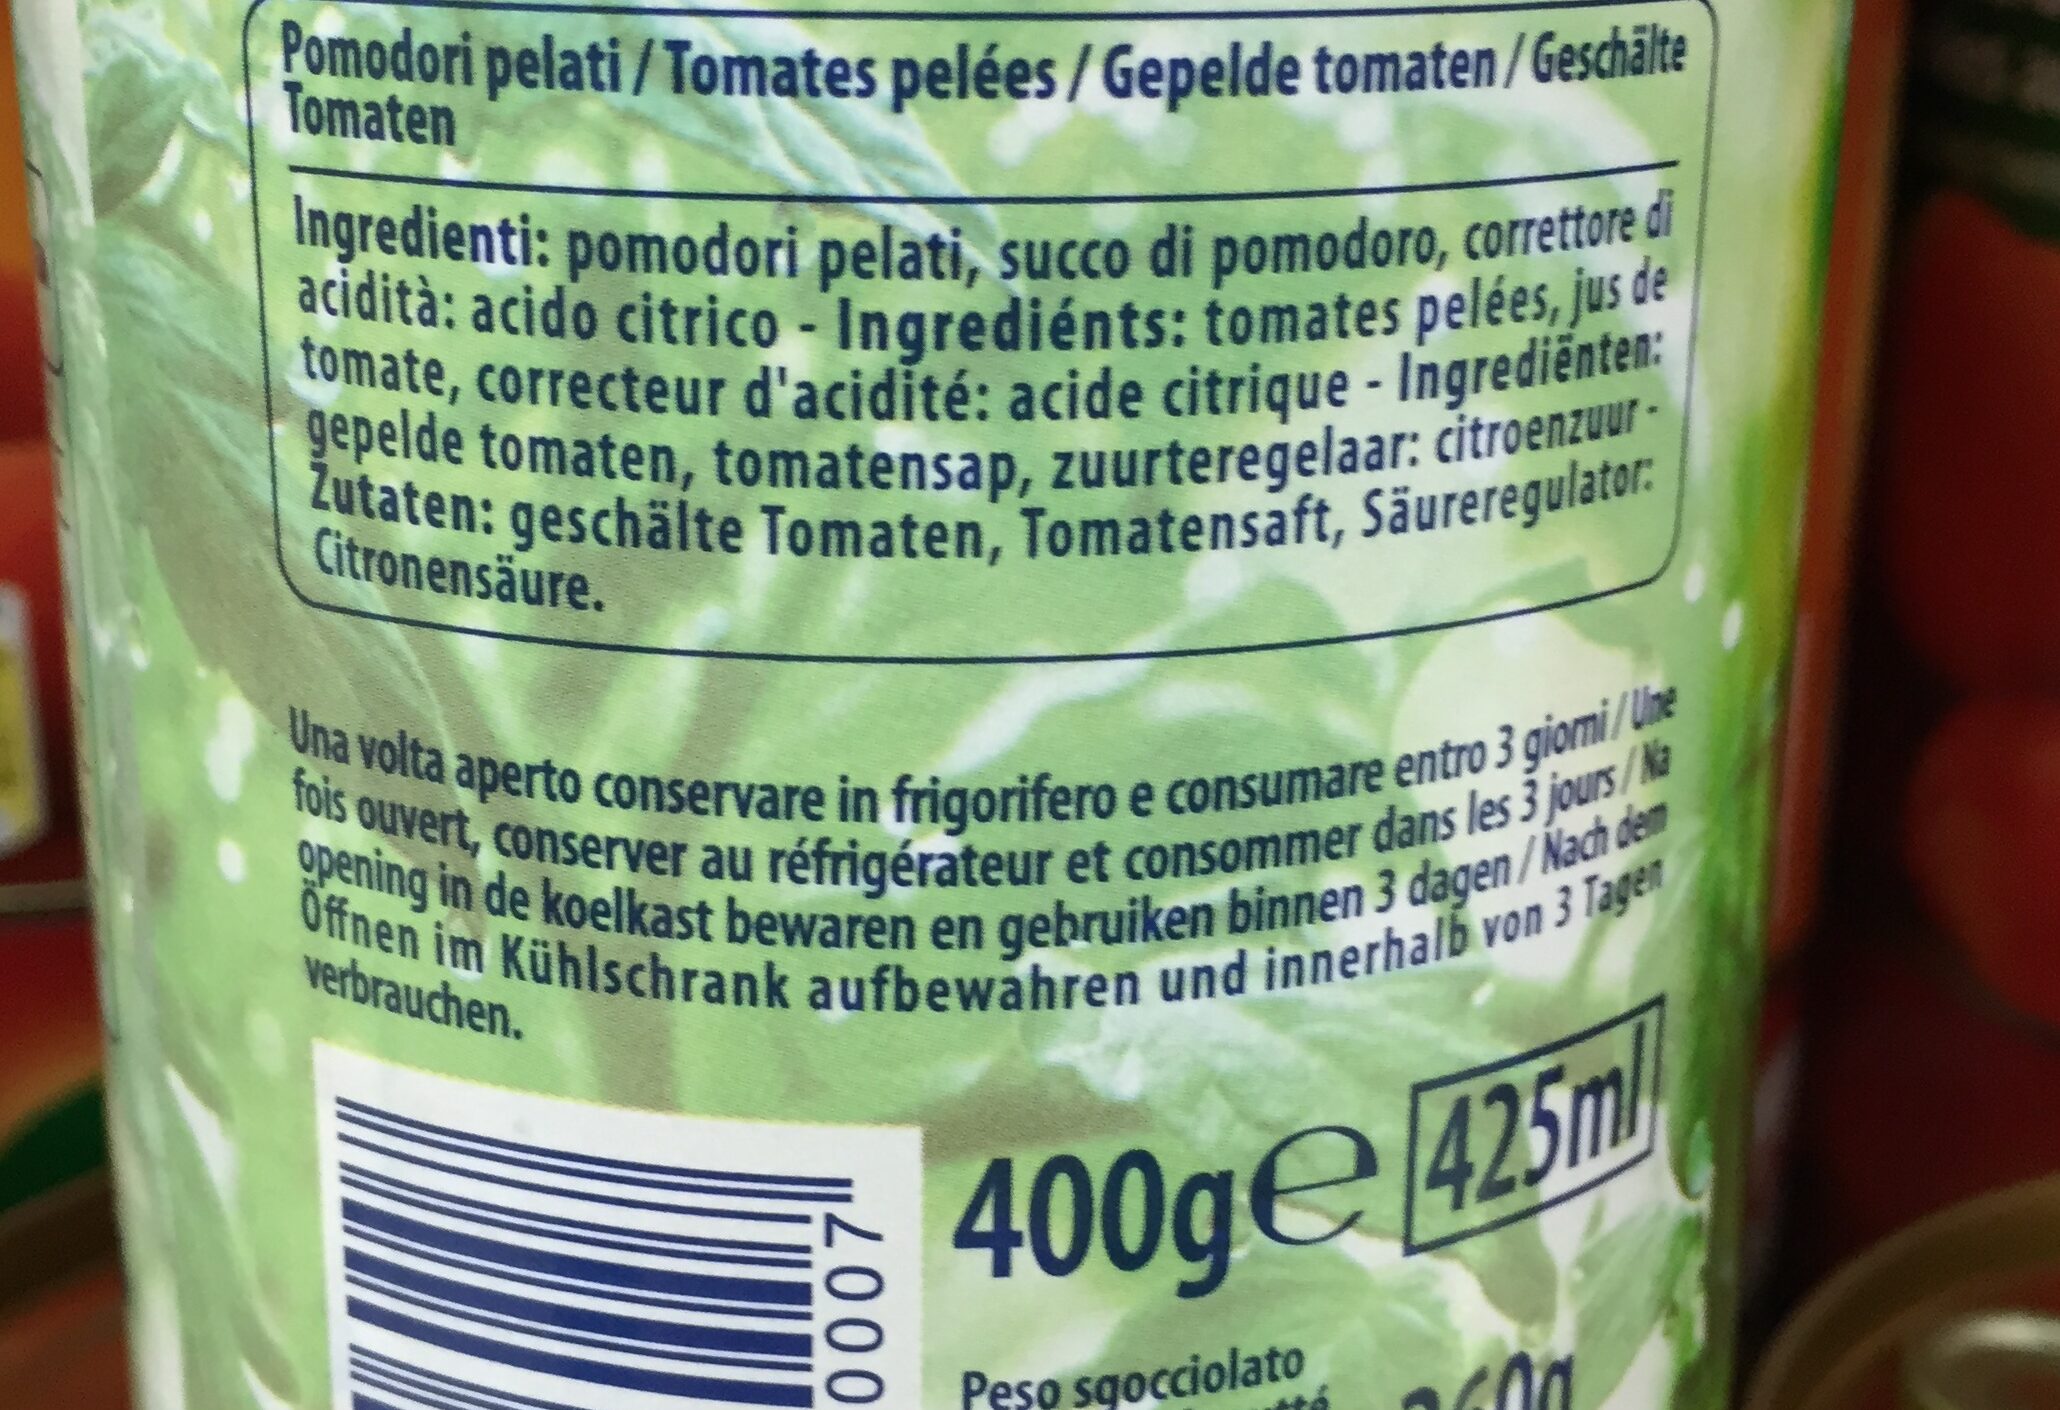 Pomodori pelati / Tomates pelées / Gepelde tomaten / Geschälte
Tomaten
Ingredienti: pomodori pelati, succo di pomodoro, correttore di
acidità: acido citrico - Ingrediénts: tomates pelées, jus de
tomate, correcteur d'acidité: acide citrique - Ingrediënten:
gepelde tomaten, tomatensap, zuurteregelaar: citroenzuur -
Zutaten: geschälte Tomaten, Tomatensaft, Säureregulator:
Citronensäure.
Una volta aperto conservare in frigorifero e consumare entro 3 giorni / Une
fois ouvert, conserver au réfrigérateur et consommer dans les 3 jours / Na
opening in de koelkast bewaren en gebruiken binnen 3 dagen / Nach dem
Öffnen im Kühlschrank aufbewahren und innerhalb von 3 Tagen
verbrauchen.
400g e 425ml
0007
Peso sgocciolato